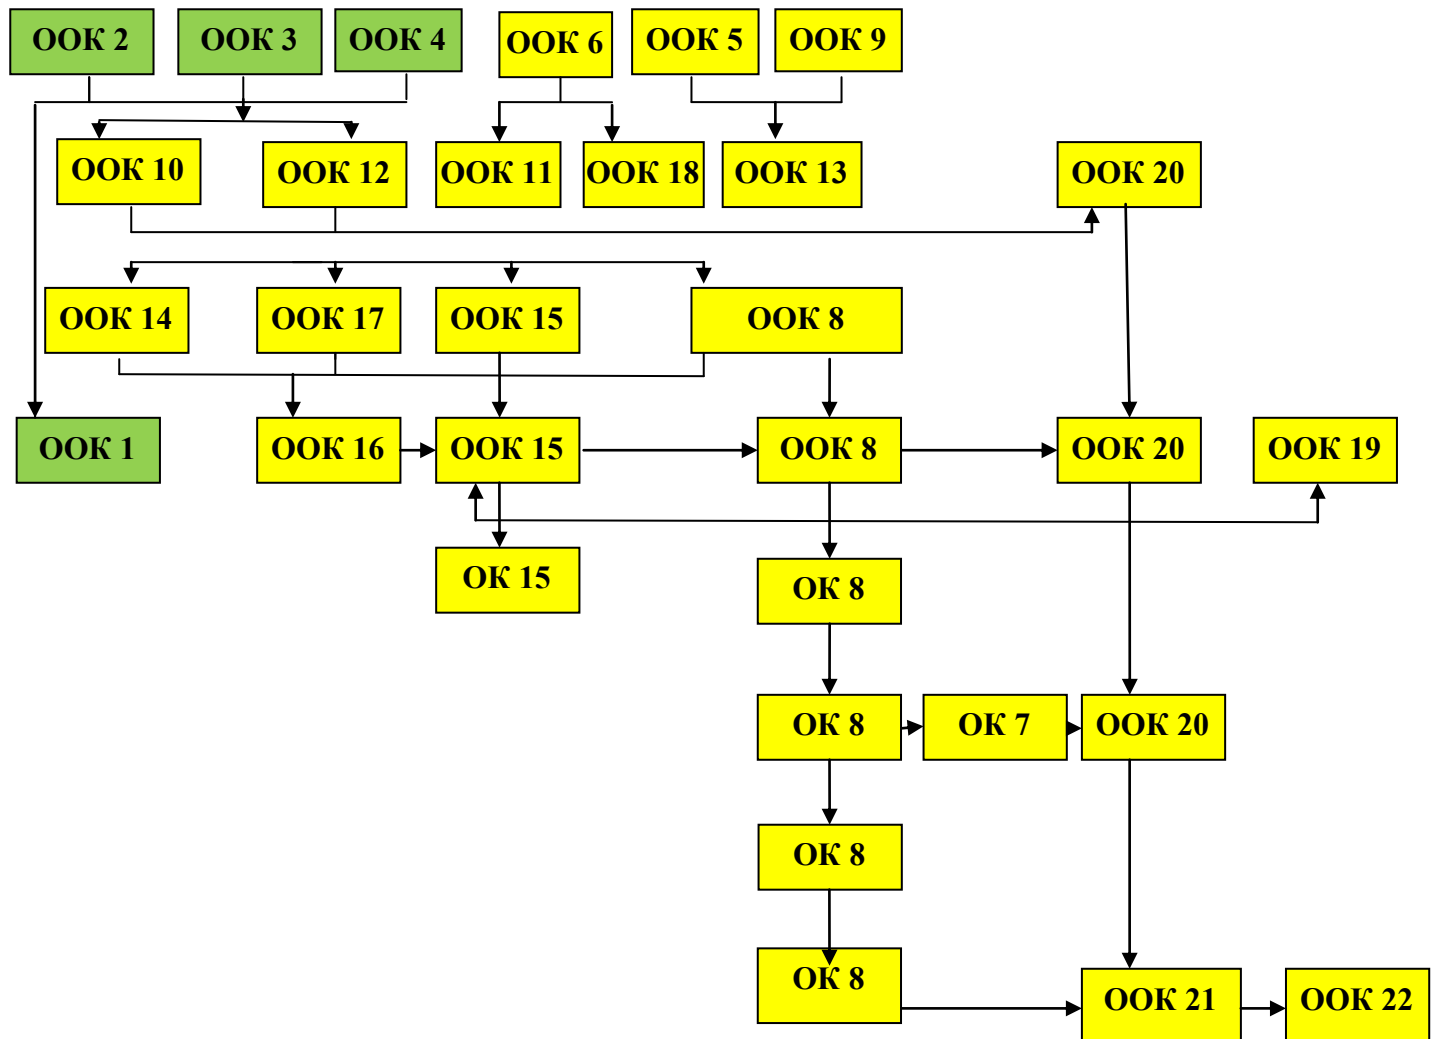 ООК 2
ООК 3
ООК 4
ООК 6
ООК 5
ООК 9
ООК 10
ООК 12
ООК 11
ООК 18
ООК 13
ООК 20
ООК 14
ООК 17
ООК 15
ООК 8
ООК 1
ООК 16
ООК 15
ООК 8
ООК 20
ООК 19
ОК 15
ОК 8
ОК 8
ОК 7
ООК 20
ОК 8
ОК 8
ООК 21
ООК 22